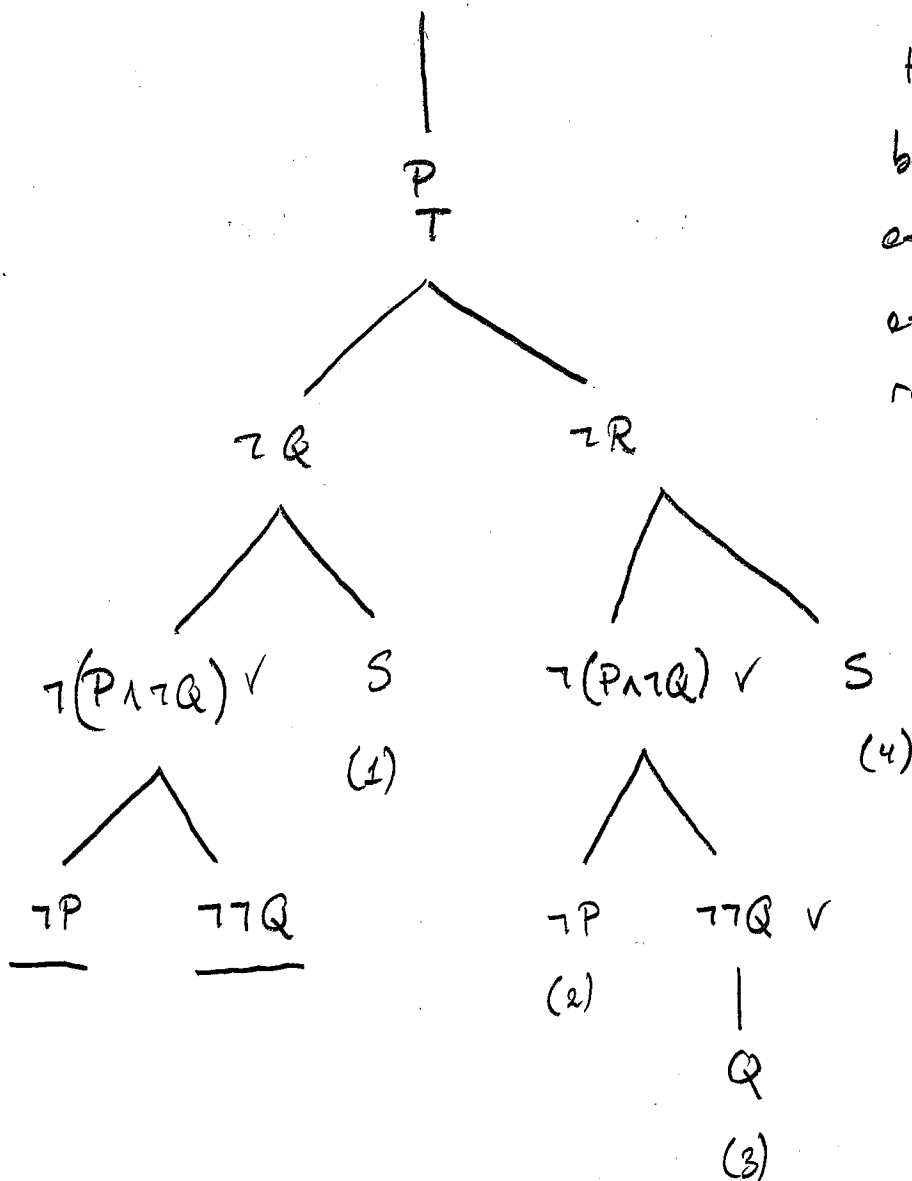 P
T
¬Q ¬R
¬(P∧¬Q) √ S ¬(P∧¬Q) √ S
(1) (4)
¬P ¬¬Q ¬P ¬¬Q √
(2)
Q
(3)